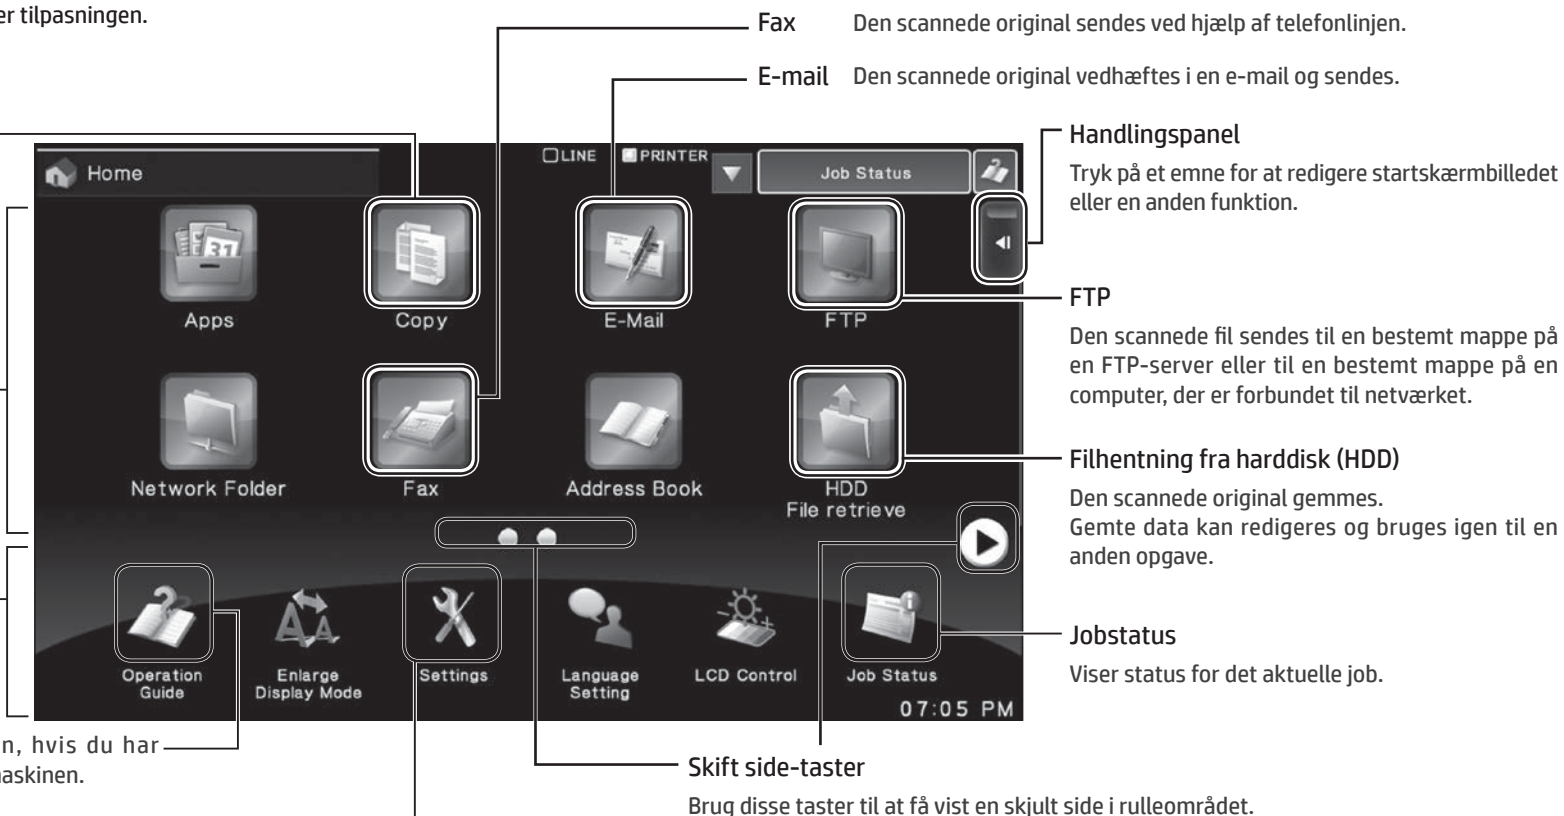 er tilpasningen.
Fax Den scannede original sendes ved hjælp af telefonlinjen.
E-mail Den scannede original vedhæftes i en e-mail og sendes.
Handlingspanel
Tryk på et emne for at redigere startskærmbilledet
eller en anden funktion.
FTP
Den scannede fil sendes til en bestemt mappe på
en FTP-server eller til en bestemt mappe på en
computer, der er forbundet til netværket.
Filhentning fra harddisk (HDD)
Den scannede original gemmes.
Gemte data kan redigeres og bruges igen til en
anden opgave.
Jobstatus
Viser status for det aktuelle job.
Home
LINE PRINTER
Job Status
31
Apps
Copy
E-Mail
FTP
Network Folder
Fax
Address Book
HDD
File retrieve
Operation
Guide
Enlarge
Display Mode
Settings
Language
Setting
LCD Control
Job Status
07:05 PM
n, hvis du har
naskinen.
Skift side-taster
Brug disse taster til at få vist en skjult side i rulleområdet.